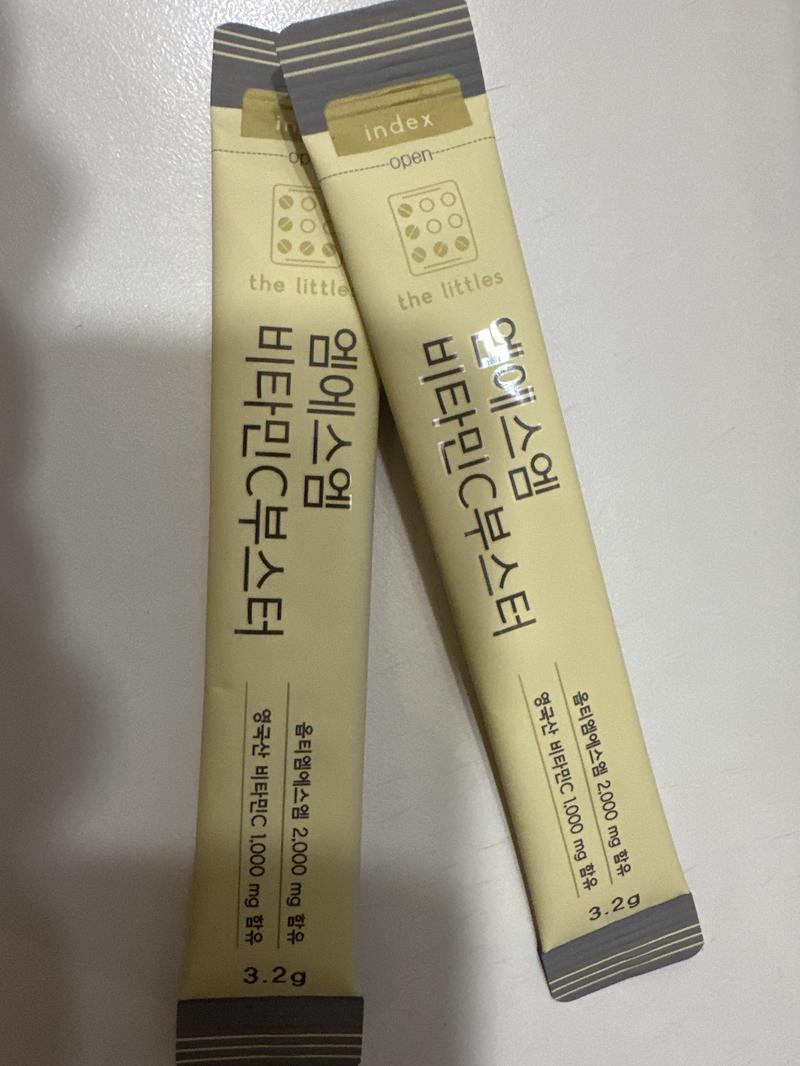 index
open
the littles
엠에스엠
비타민C부스터
옵티엠에스엠 2,000 mg 함유
영국산 비타민C 1,000 mg 함유
3.2g
in
op
the little
엠에스엠
비타민C부스터
옵티엠에스엠 2,000 mg 함유
영국산 비타민C 1,000 mg 함유
3.2g